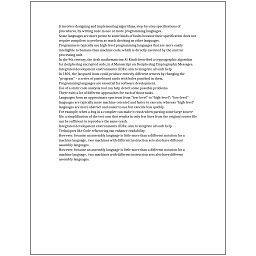 It involves designing and implementing algorithms, step-by-step specifications of
procedures, by writing code in one or more programming languages.
Some languages are more prone to some kinds of faults because their specification does not
require compilers to perform as much checking as other languages.
Programmers typically use high-level programming languages that are more easily
intelligible to humans than machine code, which is directly executed by the central
processing unit.
In the 9th century, the Arab mathematician Al-Kindi described a cryptographic algorithm
for deciphering encrypted code, in A Manuscript on Deciphering Cryptographic Messages.
Integrated development environments (IDEs) aim to integrate all such help.
In 1801, the Jacquard loom could produce entirely different weaves by changing the
"program" – a series of pasteboard cards with holes punched in them.
Programming languages are essential for software development.
Use of a static code analysis tool can help detect some possible problems.
There exist a lot of different approaches for each of those tasks.
Languages form an approximate spectrum from "low-level" to "high-level"; "low-level"
languages are typically more machine-oriented and faster to execute, whereas "high-level"
languages are more abstract and easier to use but execute less quickly.
For example, when a bug in a compiler can make it crash when parsing some large source
file, a simplification of the test case that results in only few lines from the original source file
can be sufficient to reproduce the same crash.
Integrated development environments (IDEs) aim to integrate all such help.
Techniques like Code refactoring can enhance readability.
However, because an assembly language is little more than a different notation for a
machine language, two machines with different instruction sets also have different
assembly languages.
However, because an assembly language is little more than a different notation for a
machine language, two machines with different instruction sets also have different
assembly languages.